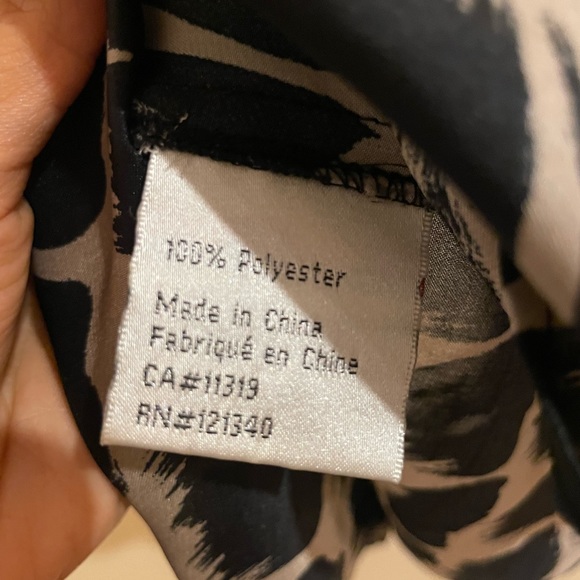 100% Polyester
Made in China
Fabriqué en Chine
CA#11319
RN#121340